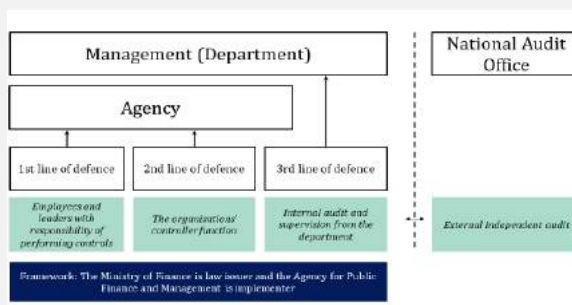 Management (Department)
National Audit
Office
Agency
1st line of defence
2nd line of defence
3rd line of defence
Employees and
leaders with
responsibility of
performing controls
The organizations'
controller function
Internal audit and
supervision from the
department
External independent audit
Framework: The Ministry of Finance is law issuer and the Agency for Public
Finance and Management is implementer